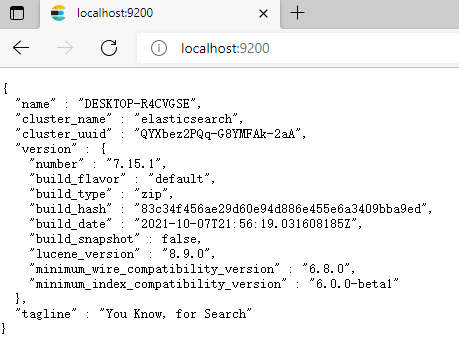 localhost:9200
localhost:9200
{
  "name" : "DESKTOP-R4CVGSE",
  "cluster_name" : "elasticsearch",
  "cluster_uuid" : "QYXbez2PQq-G8YMFAk-2aA",
  "version" : {
    "number" : "7.15.1",
    "build_flavor" : "default",
    "build_type" : "zip",
    "build_hash" : "83c34f456ae29d60e94d886e455e6a3409bba9ed",
    "build_date" : "2021-10-07T21:56:19.031608185Z",
    "build_snapshot" : false,
    "lucene_version" : "8.9.0",
    "minimum_wire_compatibility_version" : "6.8.0",
    "minimum_index_compatibility_version" : "6.0.0-beta1"
  },
  "tagline" : "You Know, for Search"
}